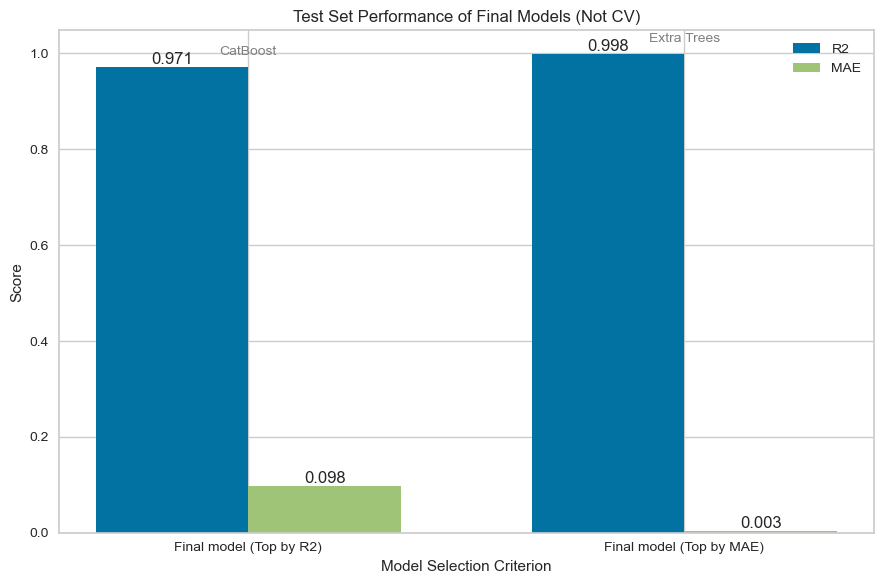 Test Set Performance of Final Models (Not CV)
CatBoost
Extra Trees
0.971
0.998
R2
MAE
1.0
0.8
0.6
0.4
0.2
0.0
Score
0.098
0.003
Final model (Top by R2)
Final model (Top by MAE)
Model Selection Criterion